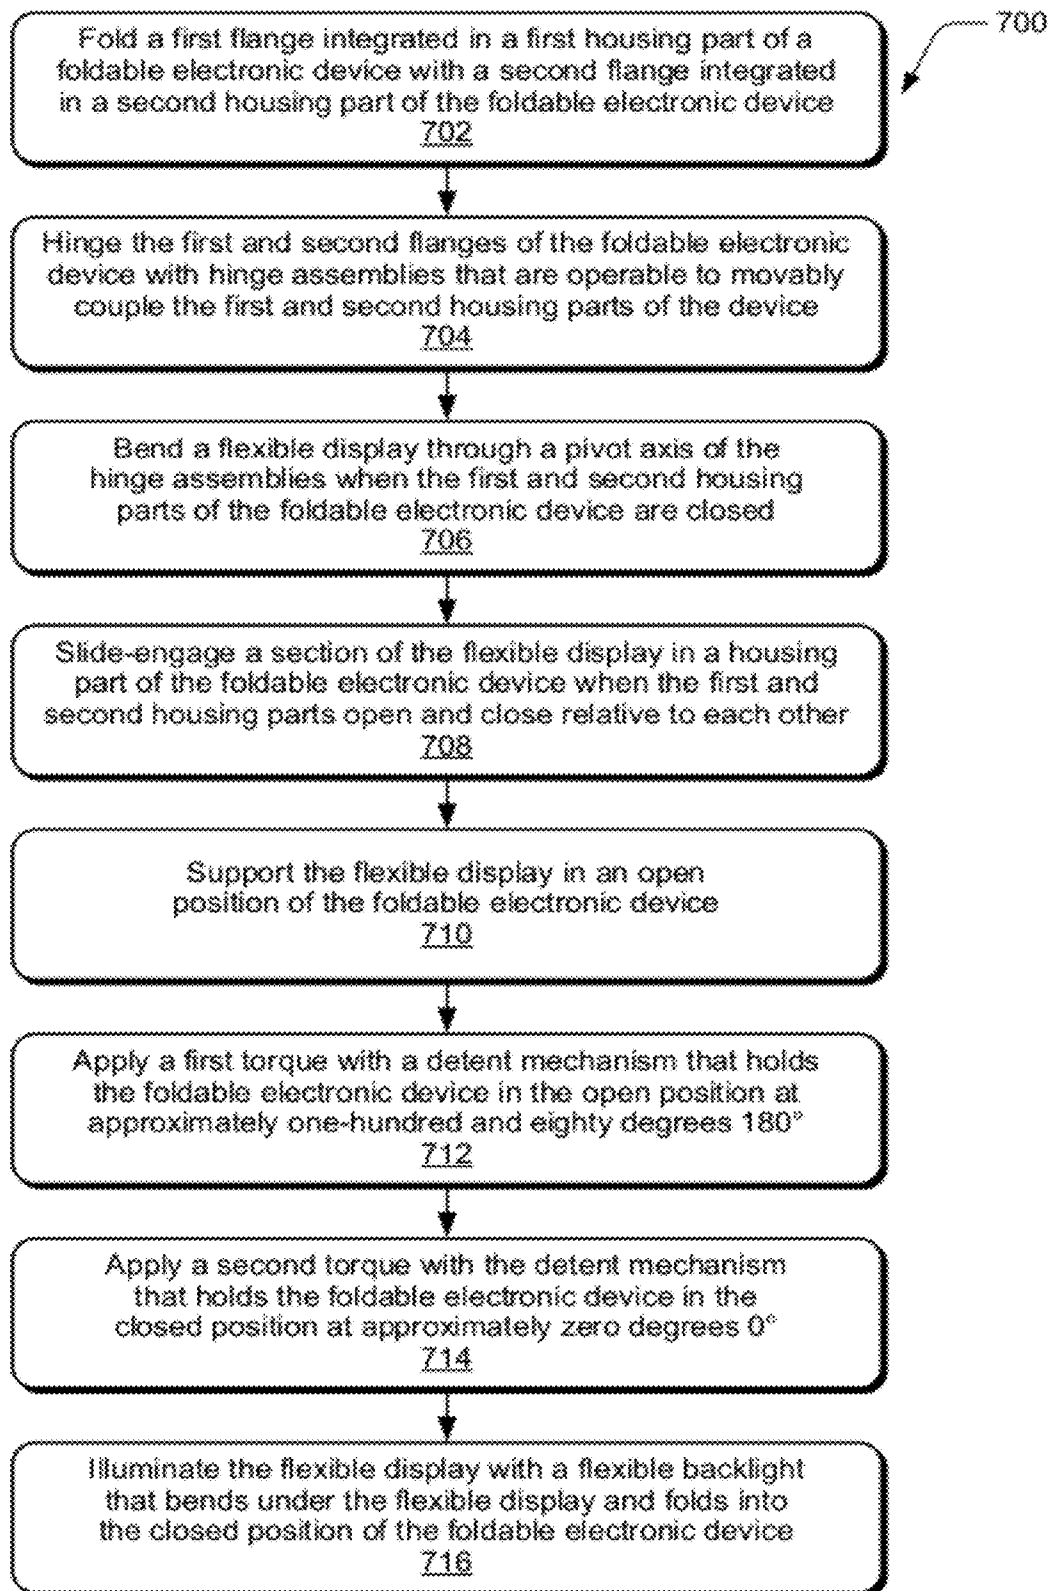 700
Fold a first flange integrated in a first housing part of a
foldable electronic device with a second flange integrated
in a second housing part of the foldable electronic device
702
Hinge the first and second flanges of the foldable electronic
device with hinge assemblies that are operable to movably
couple the first and second housing parts of the device
704
Bend a flexible display through a pivot axis of the
hinge assemblies when the first and second housing
parts of the foldable electronic device are closed
706
Slide-engage a section of the flexible display in a housing
part of the foldable electronic device when the first and
second housing parts open and close relative to each other
708
Support the flexible display in an open
position of the foldable electronic device
710
Apply a first torque with a detent mechanism that holds
the foldable electronic device in the open position at
approximately one-hundred and eighty degrees 180°
712
Apply a second torque with the detent mechanism
that holds the foldable electronic device in the
closed position at approximately zero degrees 0°
714
Illuminate the flexible display with a flexible backlight
that bends under the flexible display and folds into
the closed position of the foldable electronic device
716